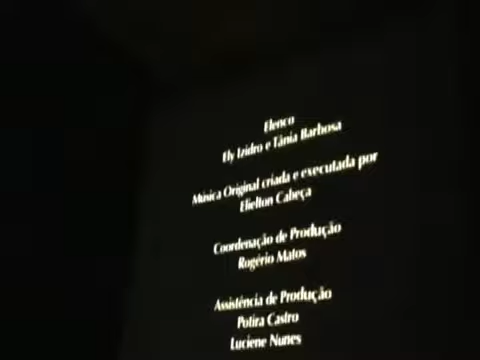 Elenco
Ely Izidro e Tânia Barbosa
Música Original criada e executada por
Elielton Cabeça
Coordenação de Produção
Rogério Matos
Assistência de Produção
Potira Castro
Luciene Nunes